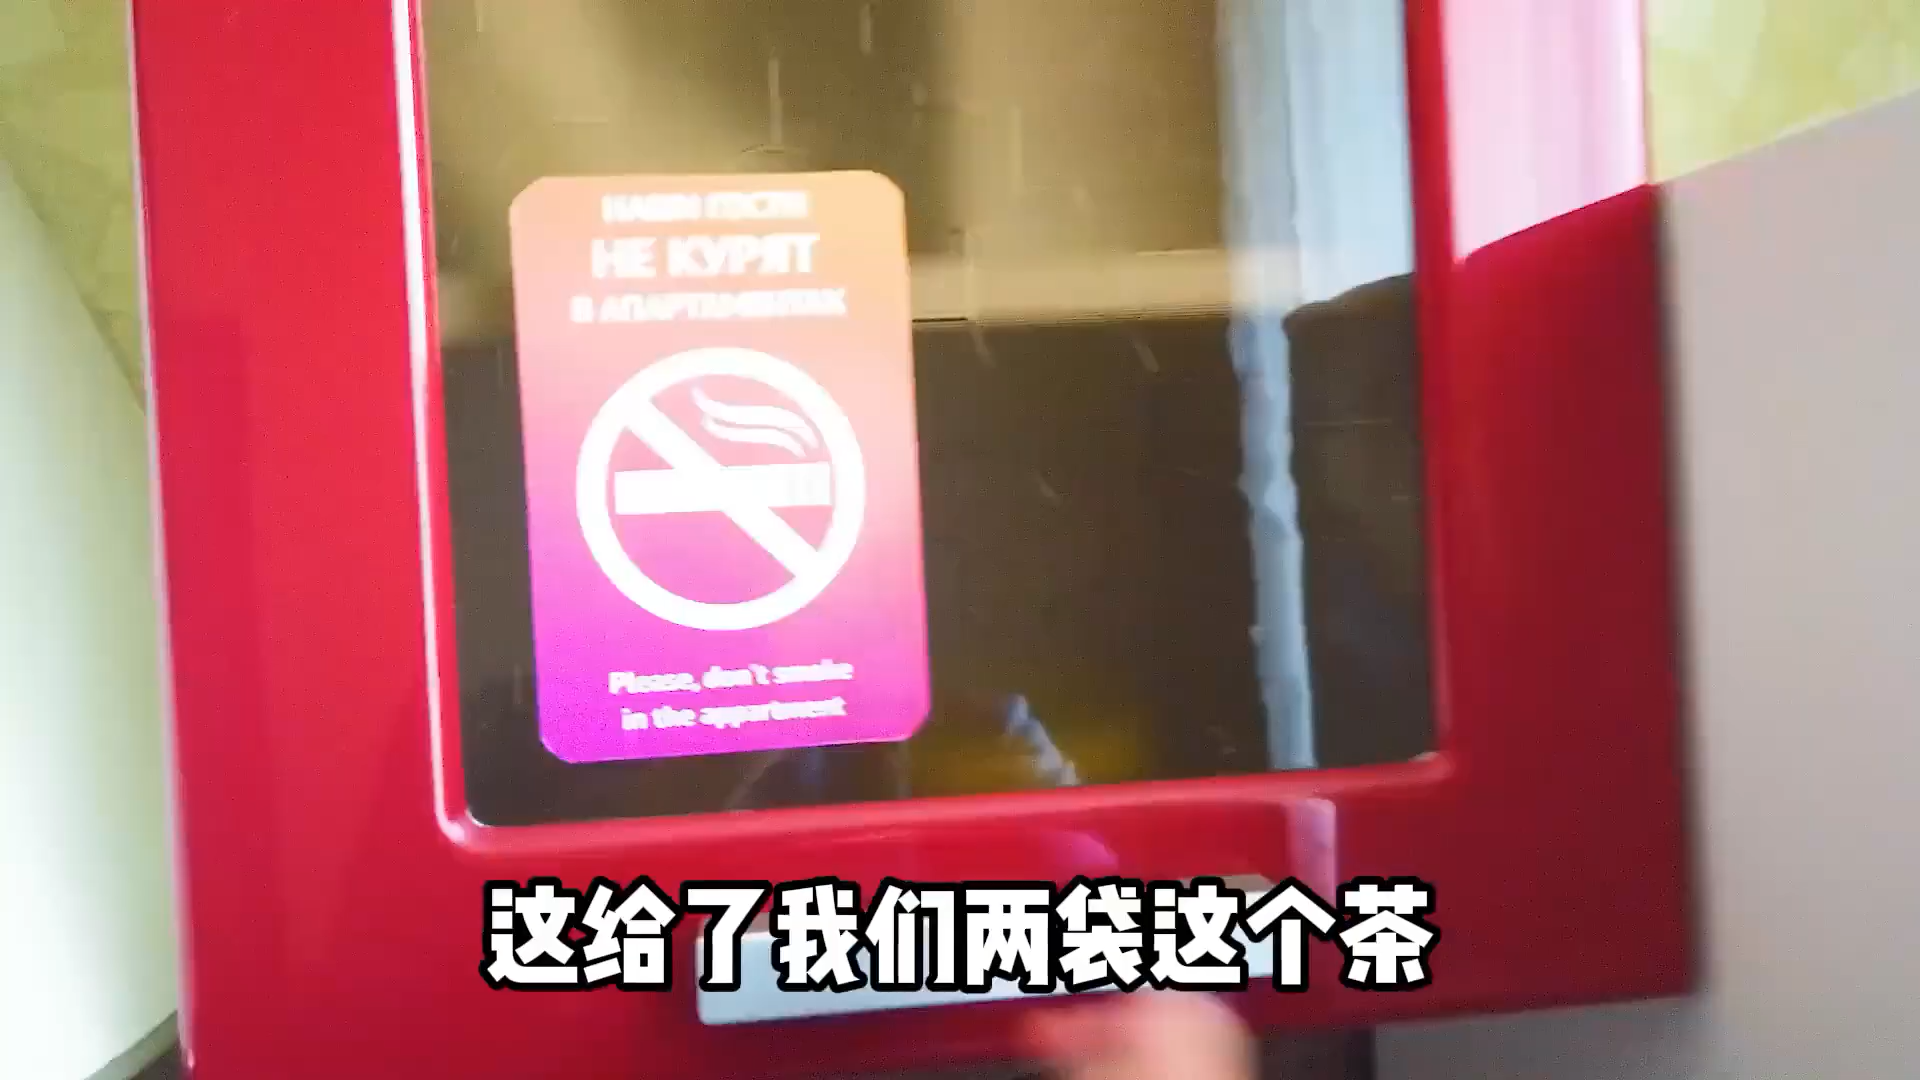 НАШИ ГОСТИ
НЕ КУРЯТ
В АПАРТАМЕНТАХ
Please, don't smoke
in the appartment
这给了我们两袋这个茶